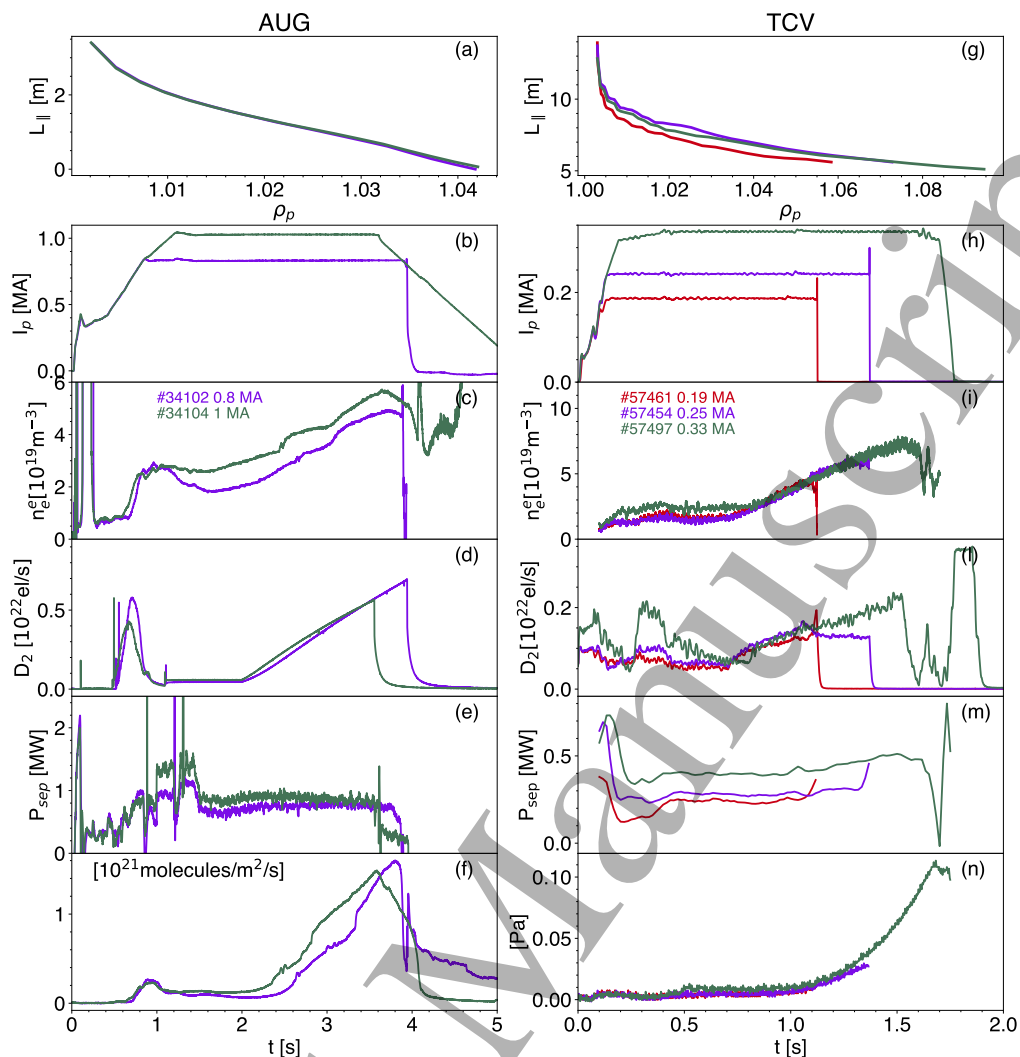 AUG
TCV
(a)
(g)
L∥ [m]
2
0
1.01 1.02 1.03 1.04
ρp
L∥ [m]
10
5
1.00 1.02 1.04 1.06 1.08
ρp
(b)
(h)
Ip [MA]
1.0
0.5
0.0
Ip [MA]
0.2
0.0
(c)
(i)
#34102 0.8 MA
#34104 1 MA
#57461 0.19 MA
#57454 0.25 MA
#57497 0.33 MA
nee[1019m−3]
6
4
2
0
nee[1019m−3]
10
5
0
(d)
(l)
D2 [1022el/s]
0.5
0.0
D2[1022el/s]
0.2
0.0
(e)
(m)
Psep [MW]
2
1
0
Psep [MW]
0.5
0.0
[1021molecules/m2/s]
(f)
(n)
1
0
[Pa]
0.10
0.05
0.00
0 1 2 3 4 5
t [s]
0.0 0.5 1.0 1.5 2.0
t [s]
Manuscrip